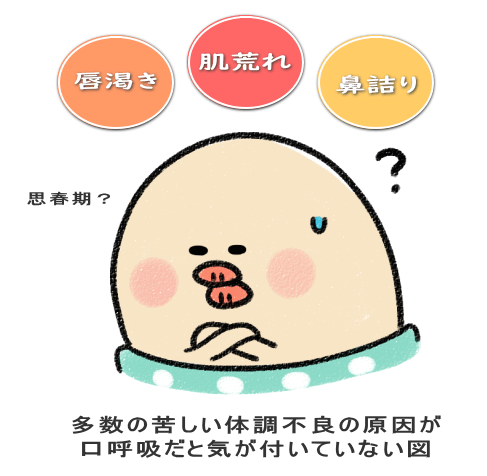 唇渇き
肌荒れ
鼻詰り
?
思春期？
多数の苦しい体調不良の原因が
口呼吸だと気が付いていない図